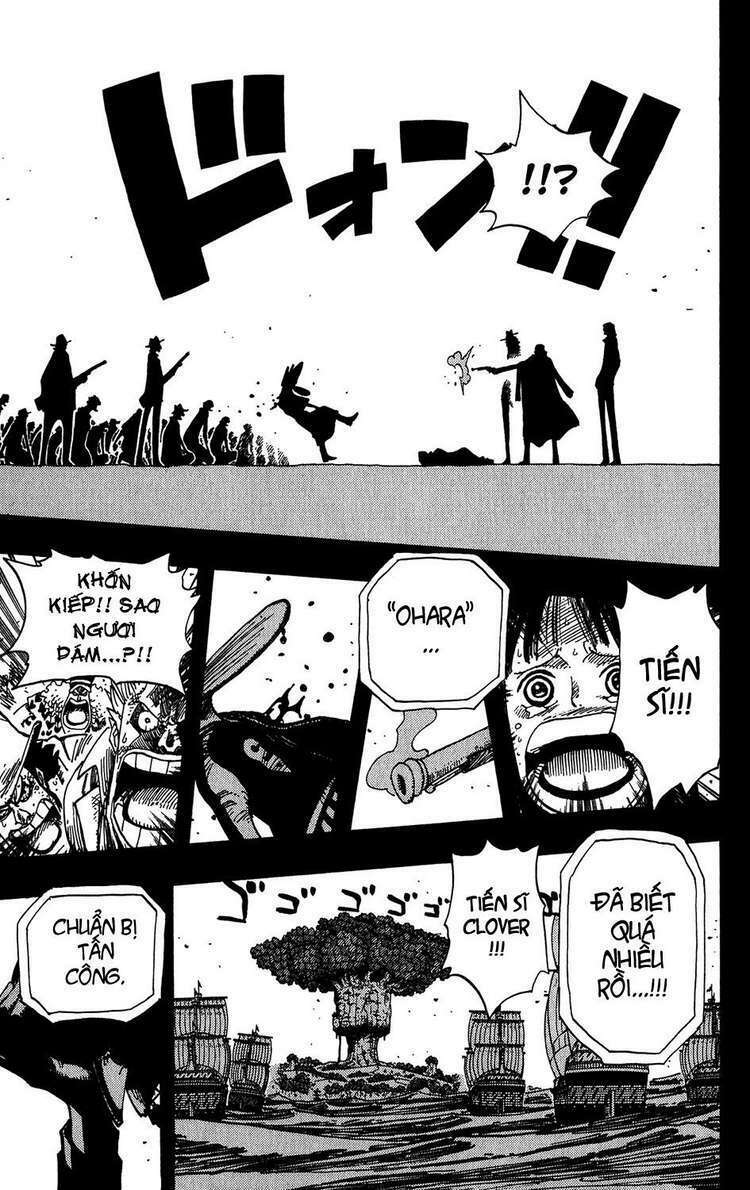 ドォン!!
!!?
TIẾN
SĨ!!!
"OHARA"
...
KHỐN
KIẾP!! SAO
NGƯƠI
DÁM...?!!
ĐÃ BIẾT
QUÁ
NHIỀU
RỒI...!!!
TIẾN SĨ
CLOVER
!!!
ゴゴゴゴゴゴ
CHUẨN BỊ
TẤN
CÔNG.